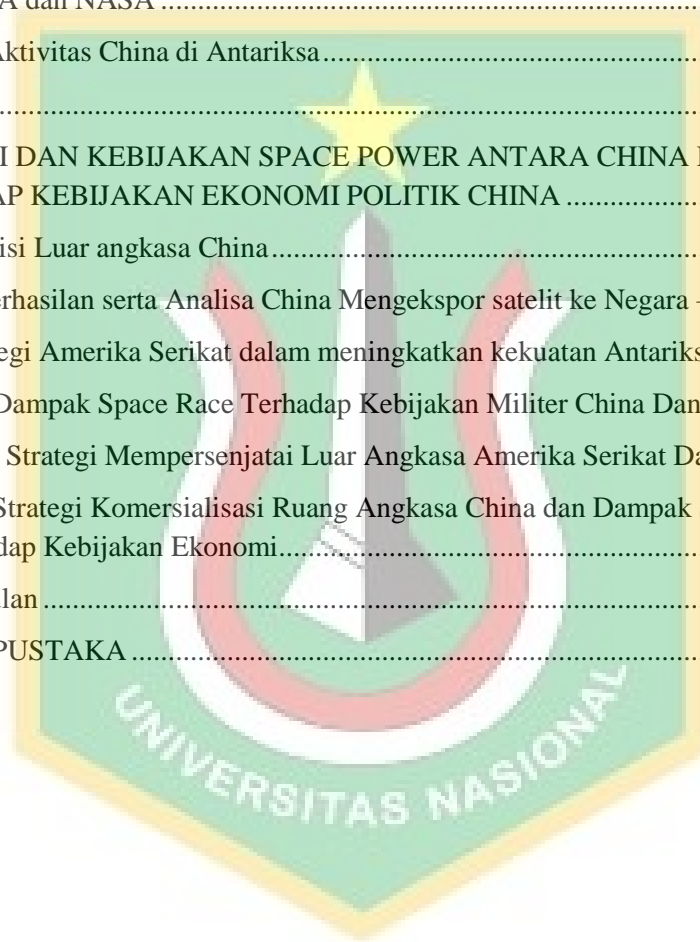 A dan NASA ....................................................................
Aktivitas China di Antariksa................................................
....................................................................................
I DAN KEBIJAKAN SPACE POWER ANTARA CHINA
AP KEBIJAKAN EKONOMI POLITIK CHINA .................
isi Luar angkasa China......................................................
erhasilan serta Analisa China Mengekspor satelit ke Negara -
egi Amerika Serikat dalam meningkatkan kekuatan Antariks
Dampak Space Race Terhadap Kebijakan Militer China Dan
Strategi Mempersenjatai Luar Angkasa Amerika Serikat Da
Strategi Komersialisasi Ruang Angkasa China dan Dampak
dap Kebijakan Ekonomi.....................................................
lan ...................................................................................
PUSTAKA .......................................................................
UNIVERSITAS NASIONAL